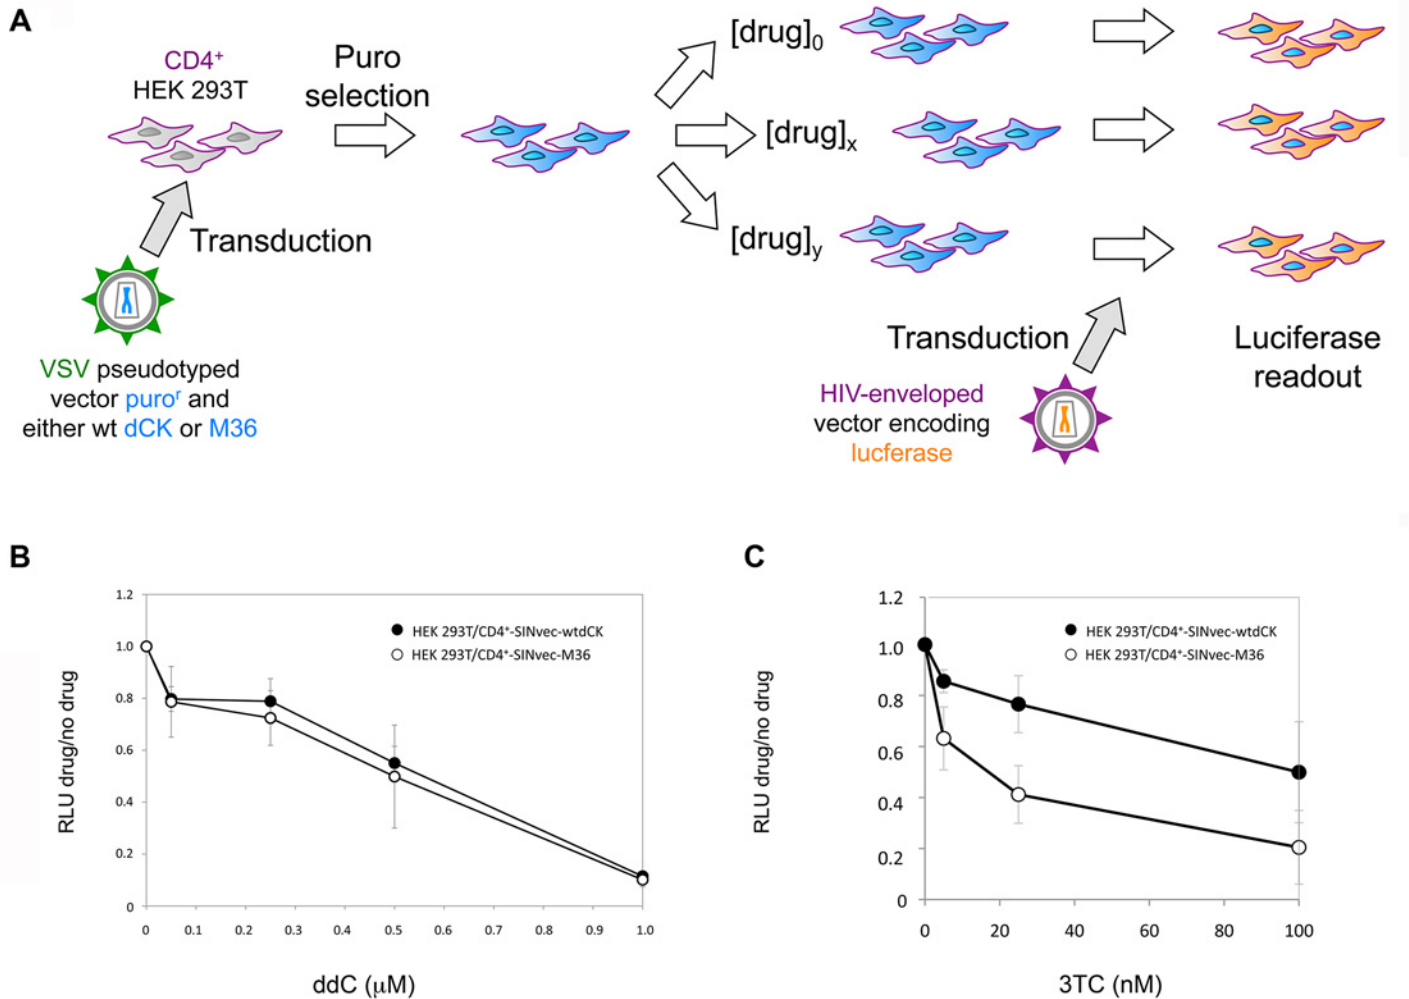 A
CD4⁺
HEK 293T
Puro
selection
[drug]₀
[drug]ₓ
[drug]y
Transduction
VSV pseudotyped
vector puroʳ and
either wt dCK or M36
Transduction
HIV-enveloped
vector encoding
lucferase
Luciferase
readout
B
1.2
1.0
0.8
0.6
0.4
0.2
0
RLU drug/no drug
HEK 293T/CD4⁺-SINvec-wtdCK
HEK 293T/CD4⁺-SINvec-M36
0 0.1 0.2 0.3 0.4 0.5 0.6 0.7 0.8 0.9 1.0
ddC (µM)
C
1.2
1.0
0.8
0.6
0.4
0.2
0
RLU drug/no drug
HEK 293T/CD4⁺-SINvec-wtdCK
HEK 293T/CD4⁺-SINvec-M36
0 20 40 60 80 100
3TC (nM)